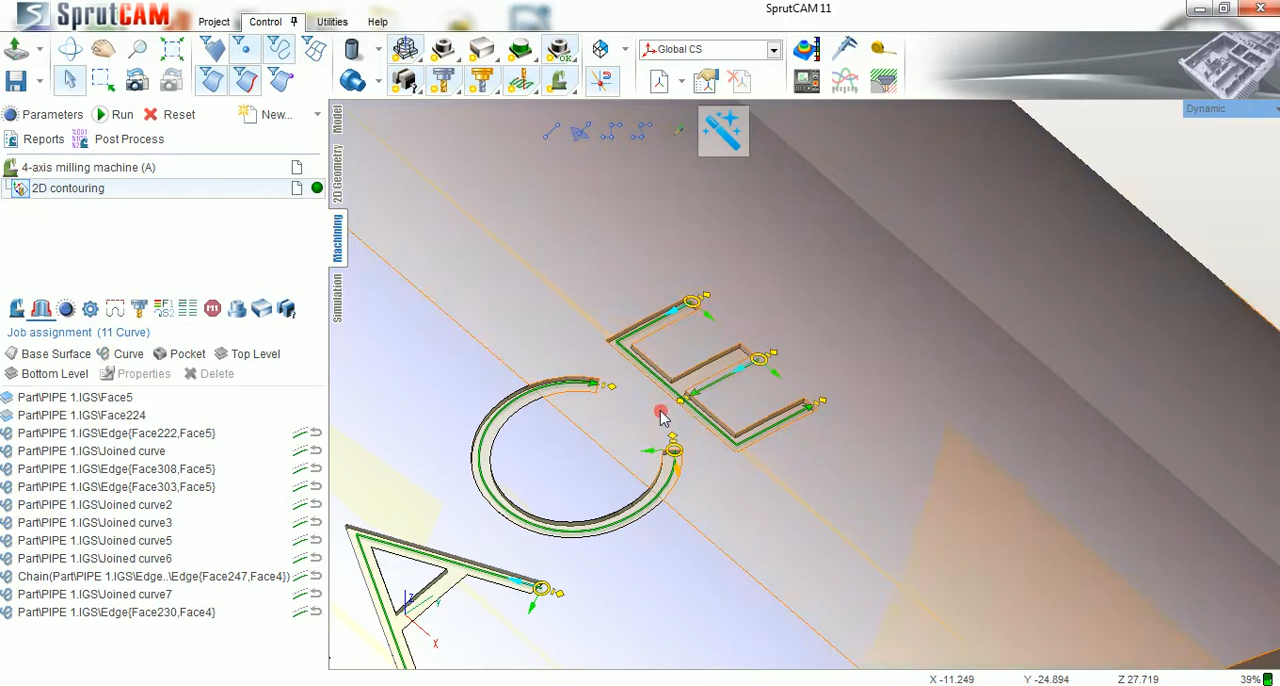 SprutCAM
SprutCAM 11
Project Control Utilities Help
Global CS
Parameters Run Reset New...
Reports Post Process
4-axis milling machine (A)
2D contouring
Job assignment (11 Curve)
Base Surface Curve Pocket Top Level
Bottom Level Properties Delete
Part\PIPE 1.IGS\Face5
Part\PIPE 1.IGS\Face224
Part\PIPE 1.IGS\Edge{Face222,Face5}
Part\PIPE 1.IGS\Joined curve
Part\PIPE 1.IGS\Edge{Face308,Face5}
Part\PIPE 1.IGS\Edge{Face303,Face5}
Part\PIPE 1.IGS\Joined curve2
Part\PIPE 1.IGS\Joined curve3
Part\PIPE 1.IGS\Joined curve5
Part\PIPE 1.IGS\Joined curve6
Chain(Part\PIPE 1.IGS\Edge..\Edge{Face247,Face4})
Part\PIPE 1.IGS\Joined curve7
Part\PIPE 1.IGS\Edge{Face230,Face4}
Model
2D Geometry
Machining
Simulation
Dynamic
A C E
Z
Y
X
X -11.249 Y -24.894 Z 27.719 39%